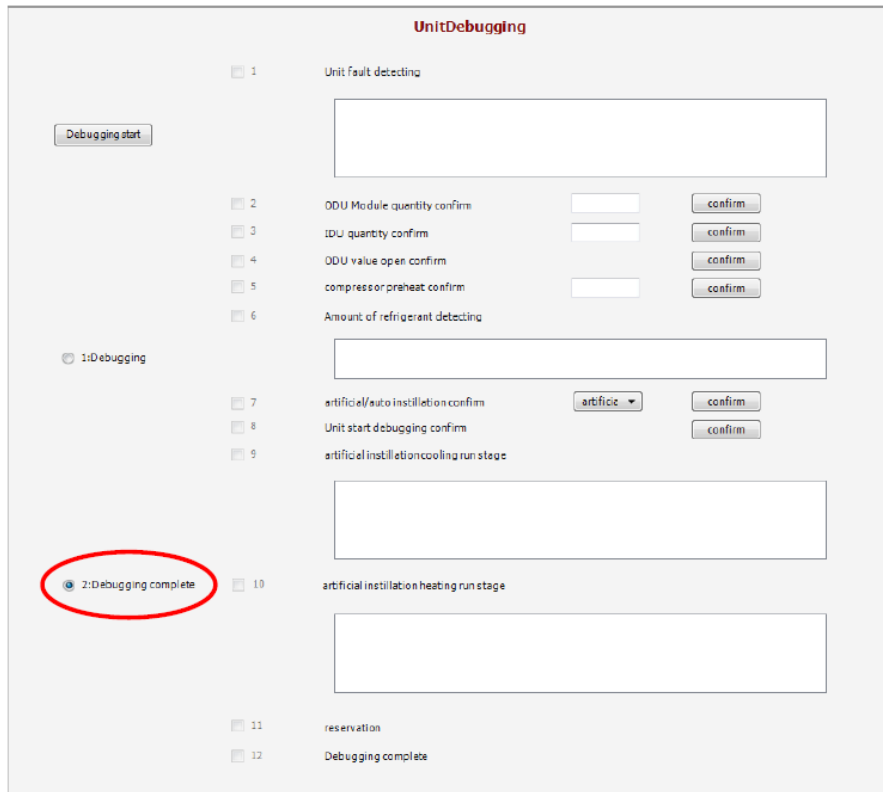 UnitDebugging
1 Unit fault detecting
Debugging start
2 ODU Module quantity confirm confirm
3 IDU quantity confirm confirm
4 ODU value open confirm confirm
5 compressor preheat confirm confirm
6 Amount of refrigerant detecting
1:Debugging
7 artificial/auto instillation confirm artificia confirm
8 Unit start debugging confirm confirm
9 artificial instillation cooling run stage
2:Debugging complete 10 artificial instillation heating run stage
11 reservation
12 Debugging complete